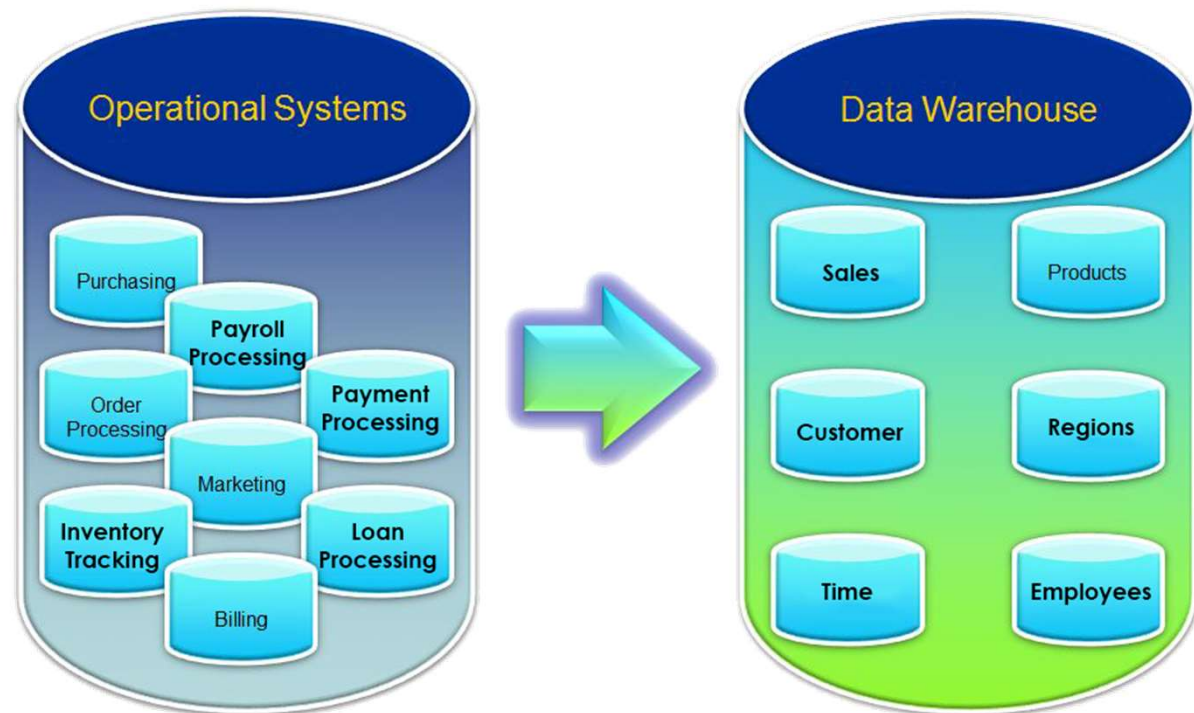 Operational Systems
Purchasing
Payroll
Processing
Order
Processing
Payment
Processing
Marketing
Inventory
Tracking
Loan
Processing
Billing
Data Warehouse
Sales
Products
Customer
Regions
Time
Employees